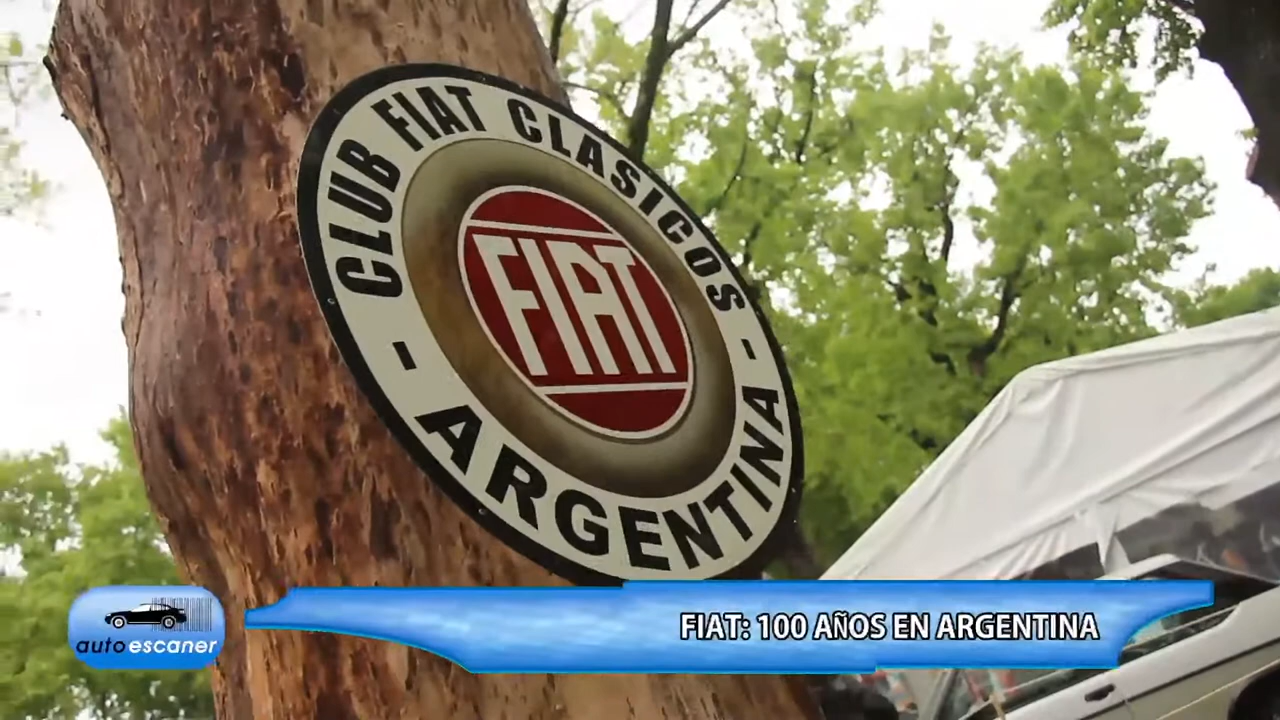 CLUB FIAT CLASICOS
FIAT
- ARGENTINA -
autoescaner
FIAT: 100 AÑOS EN ARGENTINA